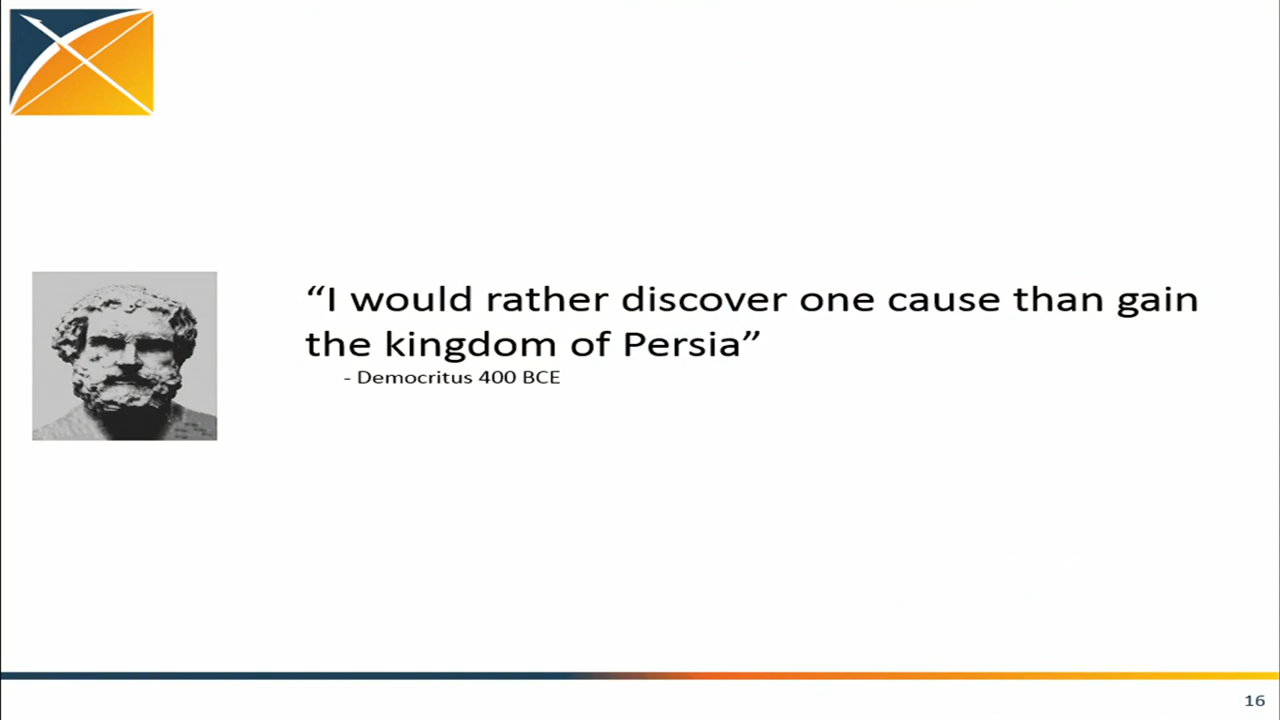 “I would rather discover one cause than gain
the kingdom of Persia”
- Democritus 400 BCE
16